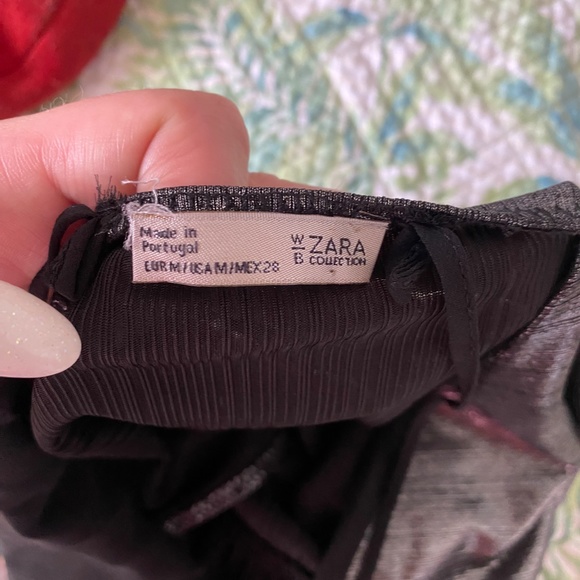 Made in
Portugal
EUR M / USA M / MEX 28
W/B ZARA
COLLECTION